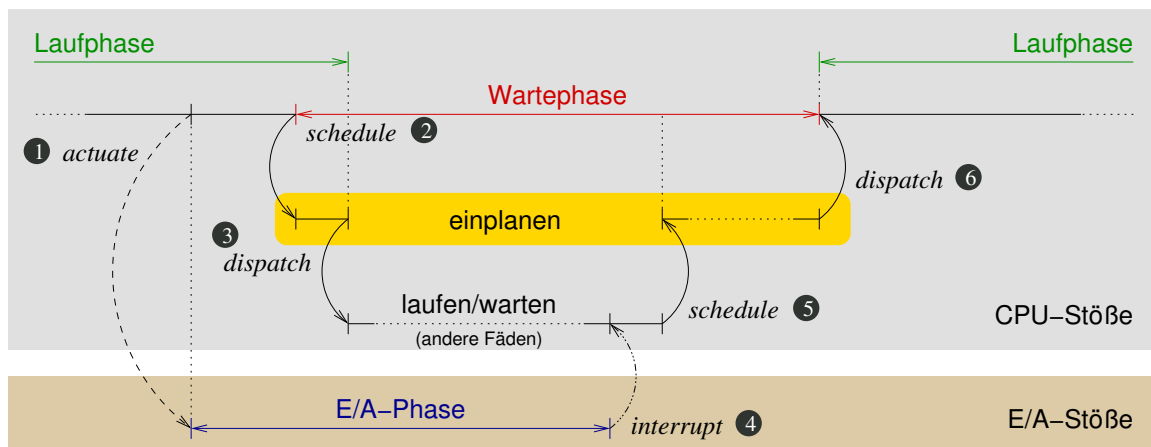 Laufphase
Laufphase
Wartephase
1 actuate
schedule 2
dispatch 6
einplanen
3 dispatch
laufen/warten
(andere Fäden)
schedule 5
CPU−Stöße
E/A−Phase
interrupt 4
E/A−Stöße